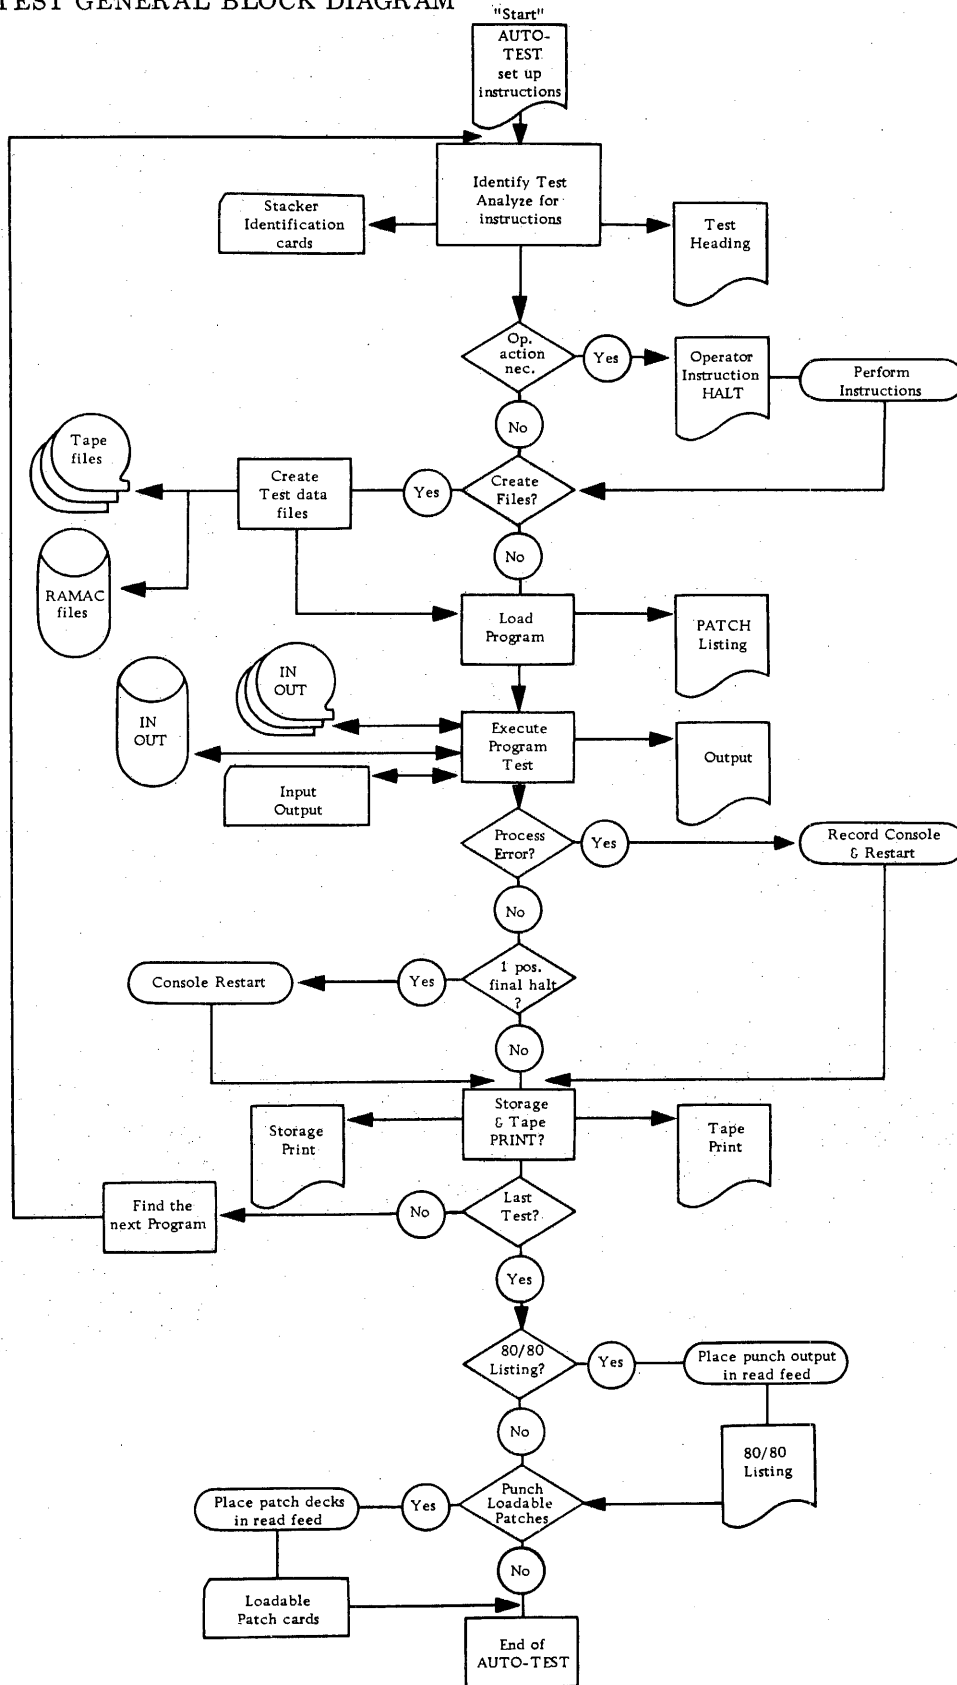 TEST GENERAL BLOCK DIAGRAM
"Start"
AUTO-
TEST
set up
instructions
Identify Test
Analyze for
instructions
Stacker
Identification
cards
Test
Heading
Op.
action
nec.
Yes
Operator
Instruction
HALT
Perform
Instructions
No
Tape
files
Create
Test data
files
Yes
Create
Files?
No
RAMAC
files
Load
Program
PATCH
Listing
IN
OUT
IN
OUT
Execute
Program
Test
Output
Input
Output
Process
Error?
Yes
Record Console
& Restart
No
Console Restart
Yes
1 pos.
final halt
?
No
Storage
& Tape
PRINT?
Storage
Print
Tape
Print
Find the
next Program
No
Last
Test?
Yes
80/80
Listing?
Yes
Place punch output
in read feed
No
80/80
Listing
Place patch decks
in read feed
Yes
Punch
Loadable
Patches
No
Loadable
Patch cards
End of
AUTO-TEST